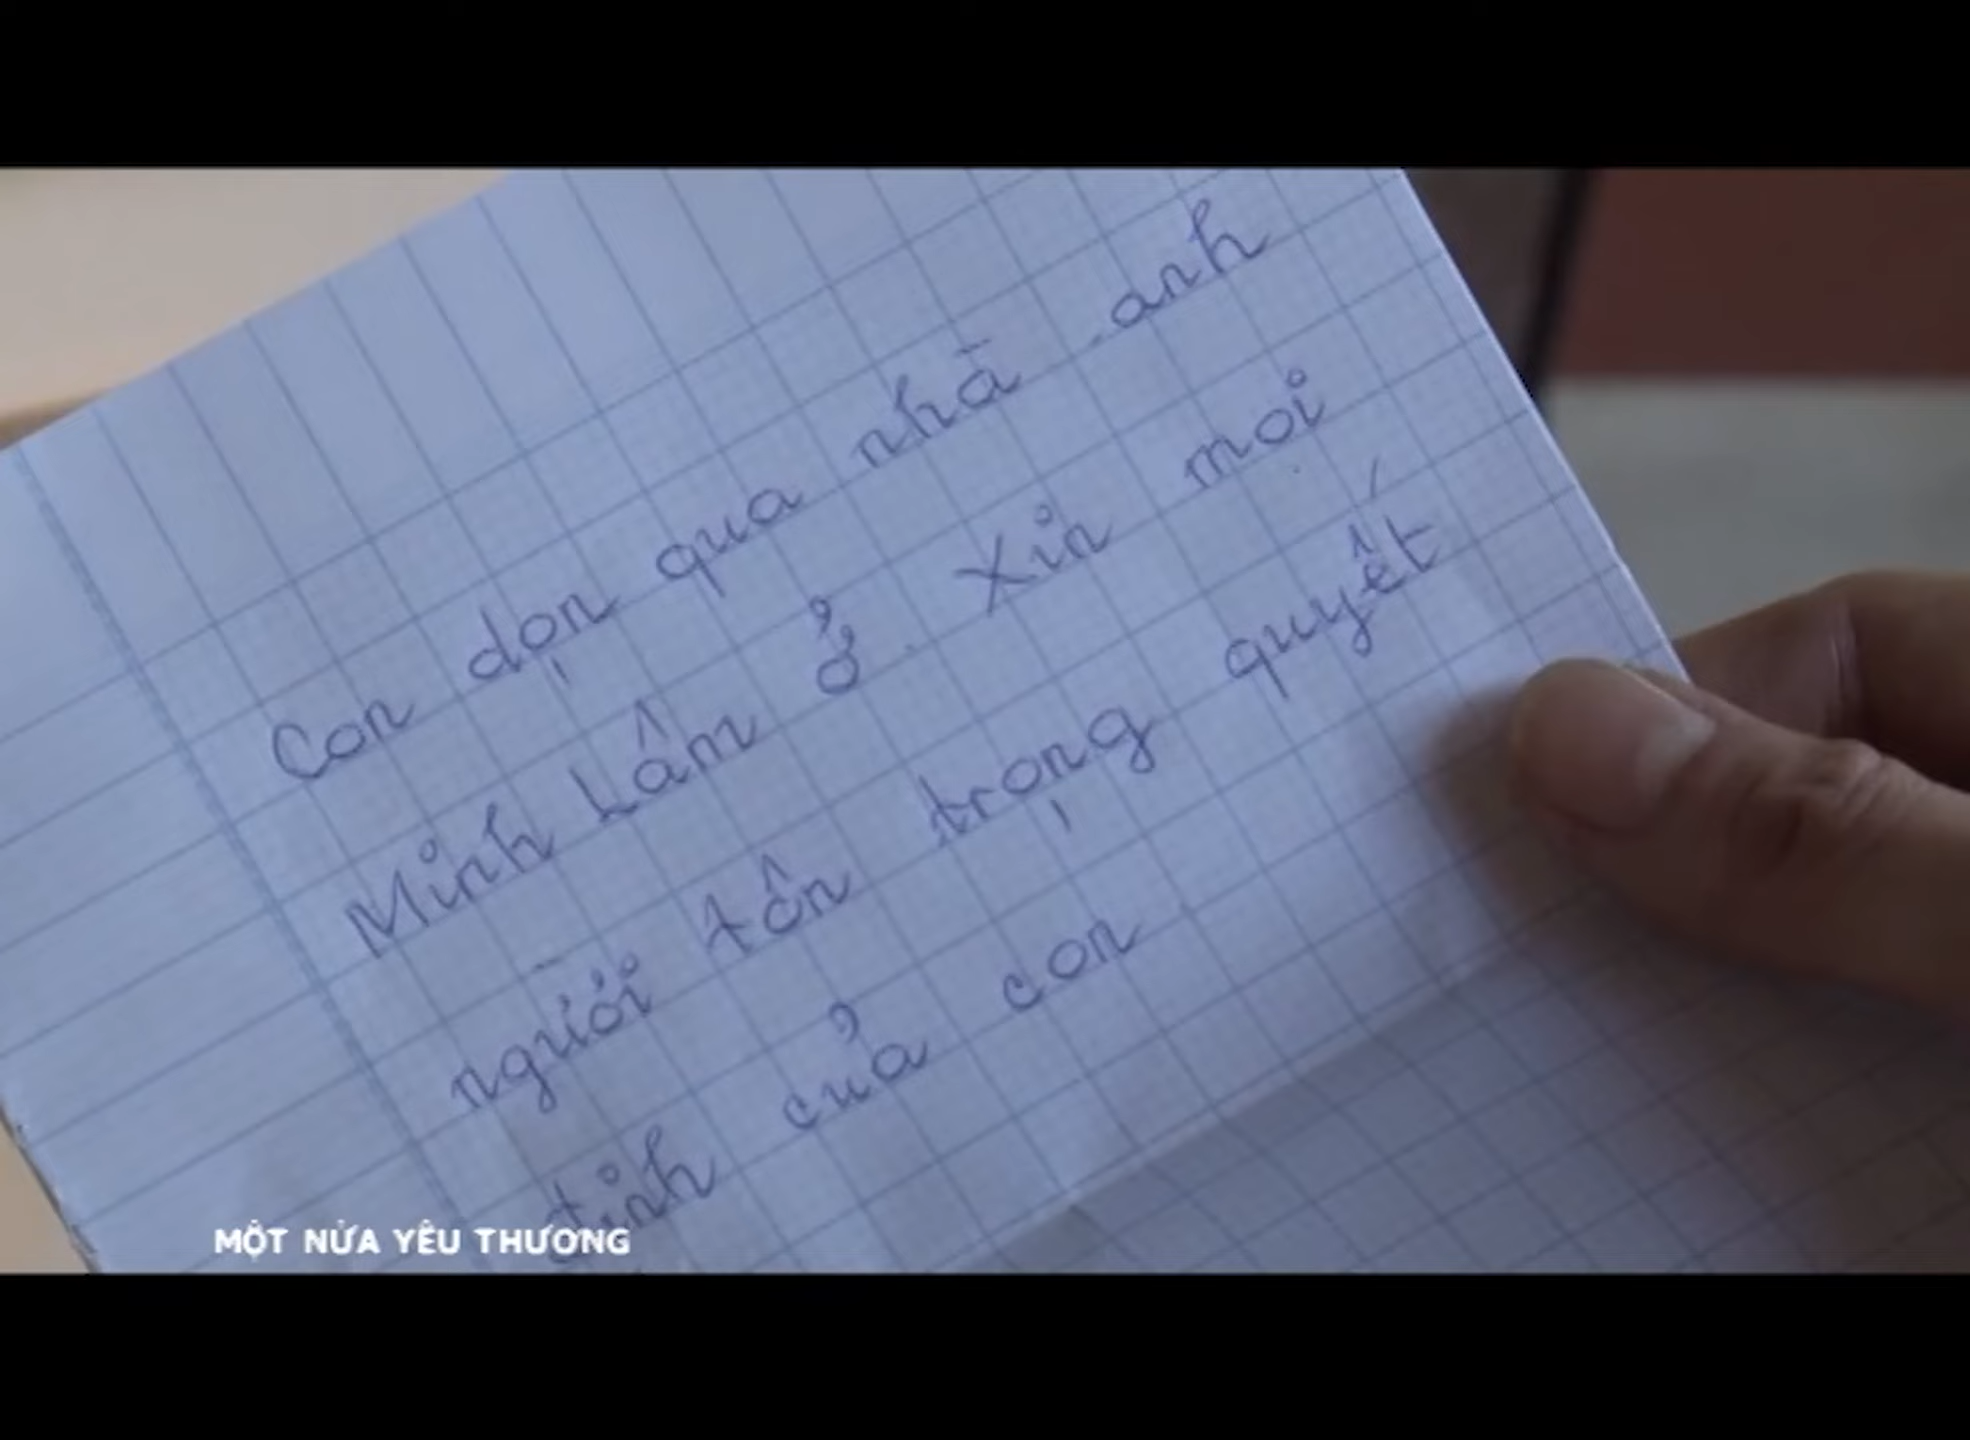 Con dọn qua nhà anh
Minh Lâm ở. Xin mọi
người tôn trọng quyết
định của con
MỘT NỬA YÊU THƯƠNG